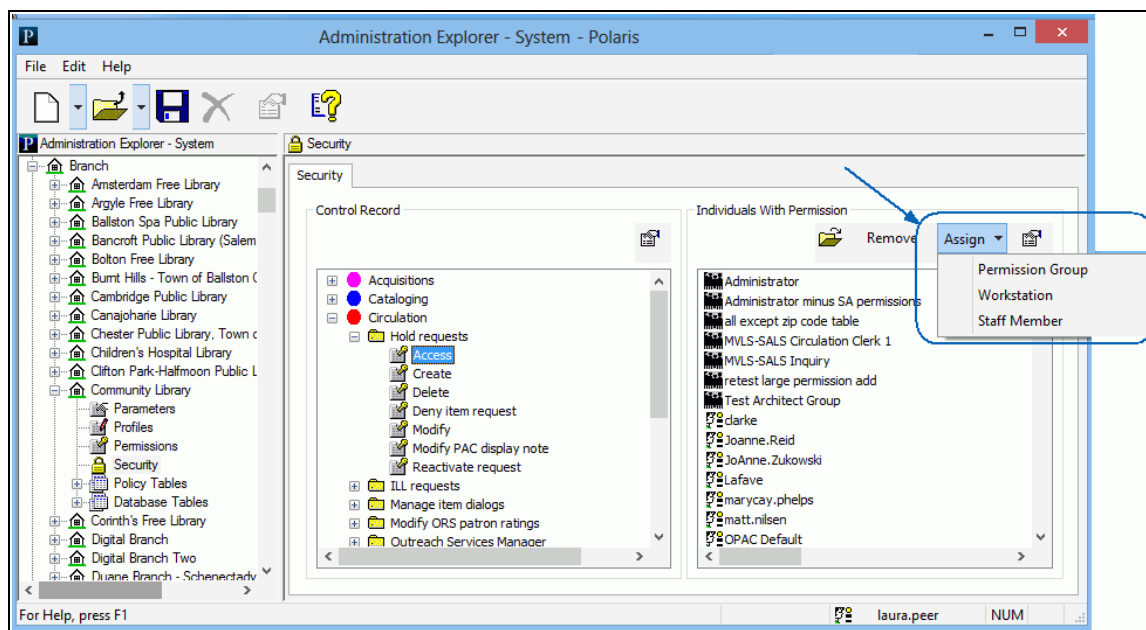 Administration Explorer - System - Polaris
File Edit Help
Administration Explorer - System
Security
Branch
Amsterdam Free Library
Argyle Free Library
Ballston Spa Public Library
Bancroft Public Library (Salem
Bolton Free Library
Burnt Hills - Town of Ballston C
Cambridge Public Library
Canajoharie Library
Chester Public Library, Town c
Children's Hospital Library
Clifton Park-Halfmoon Public L
Community Library
Parameters
Profiles
Permissions
Security
Policy Tables
Database Tables
Corinth's Free Library
Digital Branch
Digital Branch Two
Duane Branch - Schenectady
Security
Control Record
Acquisitions
Cataloging
Circulation
Hold requests
Access
Create
Delete
Deny item request
Modify
Modify PAC display note
Reactivate request
ILL requests
Manage item dialogs
Modify ORS patron ratings
Outreach Services Manager
Individuals With Permission
Remove Assign
Permission Group
Workstation
Staff Member
Administrator
Administrator minus SA permissions
all except zip code table
MVLS-SALS Circulation Clerk 1
MVLS-SALS Inquiry
retest large permission add
Test Architect Group
clarke
Joanne.Reid
JoAnne.Zukowski
Lafave
marycay.phelps
matt.nilsen
OPAC Default
For Help, press F1
laura.peer
NUM